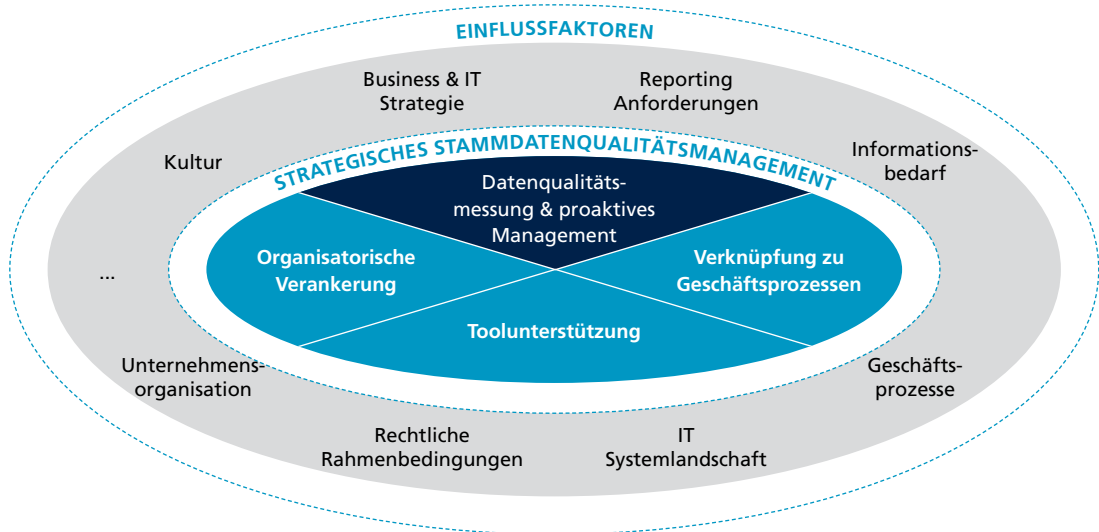 EINFLUSSFAKTOREN
Business & IT
Strategie
Reporting
Anforderungen
Kultur
Informations-
bedarf
STRATEGISCHES STAMMDATENQUALITÄTSMANAGEMENT
Datenqualitäts-
messung & proaktives
Management
Organisatorische
Verankerung
Verknüpfung zu
Geschäftsprozessen
...
Toolunterstützung
Unternehmens-
organisation
Geschäfts-
prozesse
Rechtliche
Rahmenbedingungen
IT
Systemlandschaft